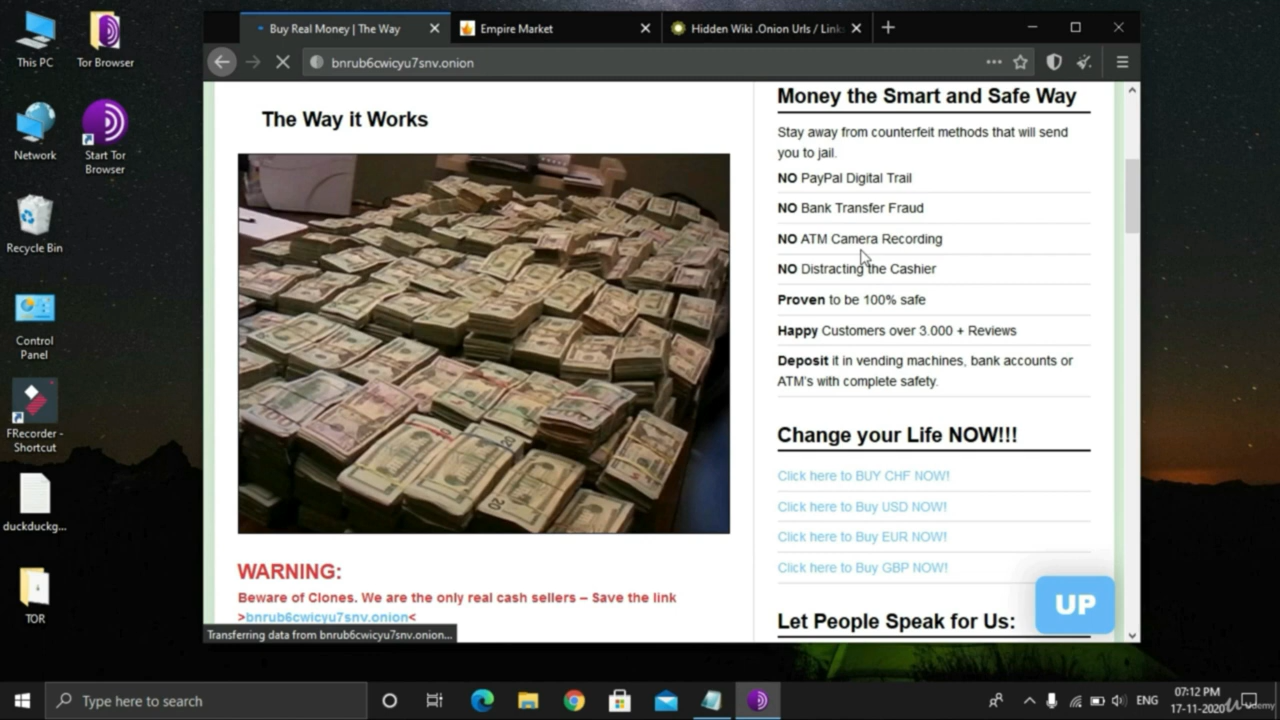 This PC
Tor Browser
Network
Start Tor
Browser
Recycle Bin
Control
Panel
FRecorder -
Shortcut
duckduckg...
TOR
Buy Real Money | The Way
Empire Market
Hidden Wiki .Onion Urls / Links
bnrub6cwicyu7snv.onion
The Way it Works
WARNING:
Beware of Clones. We are the only real cash sellers – Save the link
>bnrub6cwicyu7snv.onion<
Money the Smart and Safe Way
Stay away from counterfeit methods that will send
you to jail.
NO PayPal Digital Trail
NO Bank Transfer Fraud
NO ATM Camera Recording
NO Distracting the Cashier
Proven to be 100% safe
Happy Customers over 3.000 + Reviews
Deposit it in vending machines, bank accounts or
ATM's with complete safety.
Change your Life NOW!!!
Click here to BUY CHF NOW!
Click here to Buy USD NOW!
Click here to Buy EUR NOW!
Click here to Buy GBP NOW!
UP
Let People Speak for Us:
Transferring data from bnrub6cwicyu7snv.onion...
Type here to search
ENG
07:12 PM
17-11-2020
Udemy